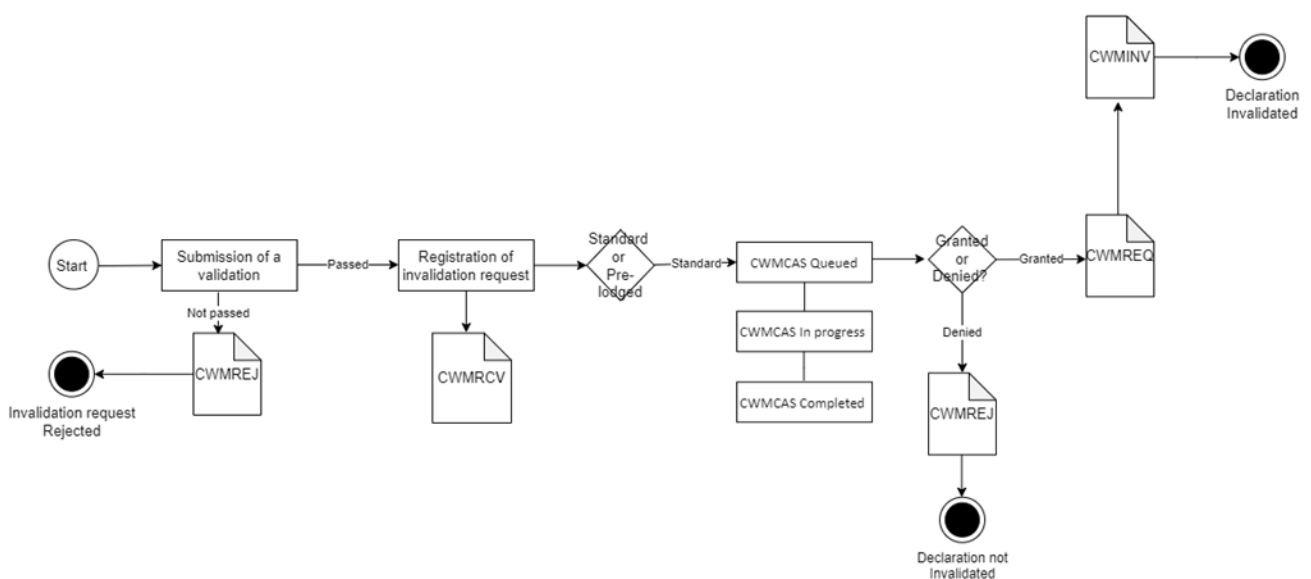 CWMINV
Declaration
Invalidated
Start
Submission of a
validation
Passed
Registration of
invalidation request
Standard
or
Pre-
lodged
Standard
CWMCAS Queued
Granted
or
Denied?
Granted
CWMREQ
Not passed
CWMREJ
Invalidation request
Rejected
CWMRCV
CWMCAS In progress
CWMCAS Completed
Denied
CWMREJ
Declaration not
Invalidated